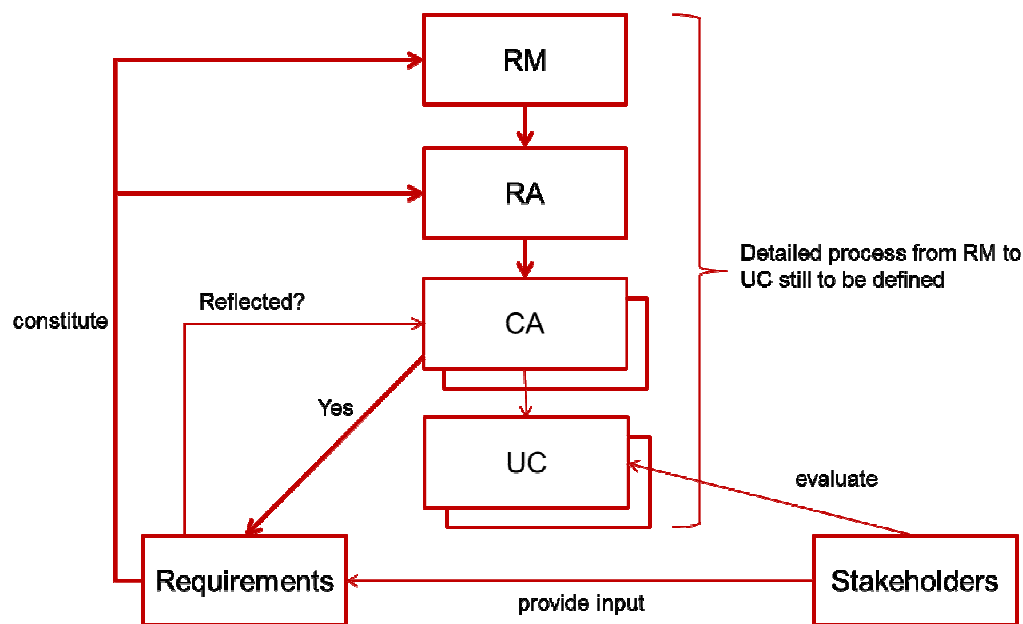 RM
RA
Detailed process from RM to
UC still to be defined
Reflected?
constitute
CA
Yes
UC
evaluate
Requirements
Stakeholders
provide input